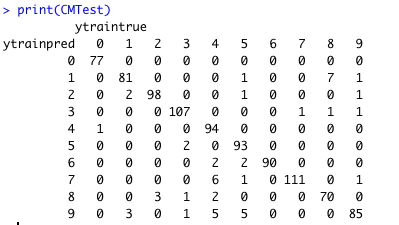 > print(CMTest)
ytraintrue
ytrainpred 0 1 2 3 4 5 6 7 8 9
0 77 0 0 0 0 0 0 0 0 0
1 0 81 0 0 0 1 0 0 7 1
2 0 2 98 0 0 1 0 0 0 1
3 0 0 0 107 0 0 0 1 1 1
4 1 0 0 0 94 0 0 0 0 0
5 0 0 0 2 0 93 0 0 0 0
6 0 0 0 0 2 2 90 0 0 0
7 0 0 0 0 6 1 0 111 0 1
8 0 0 3 1 2 0 0 0 70 0
9 0 3 0 1 5 5 0 0 0 85